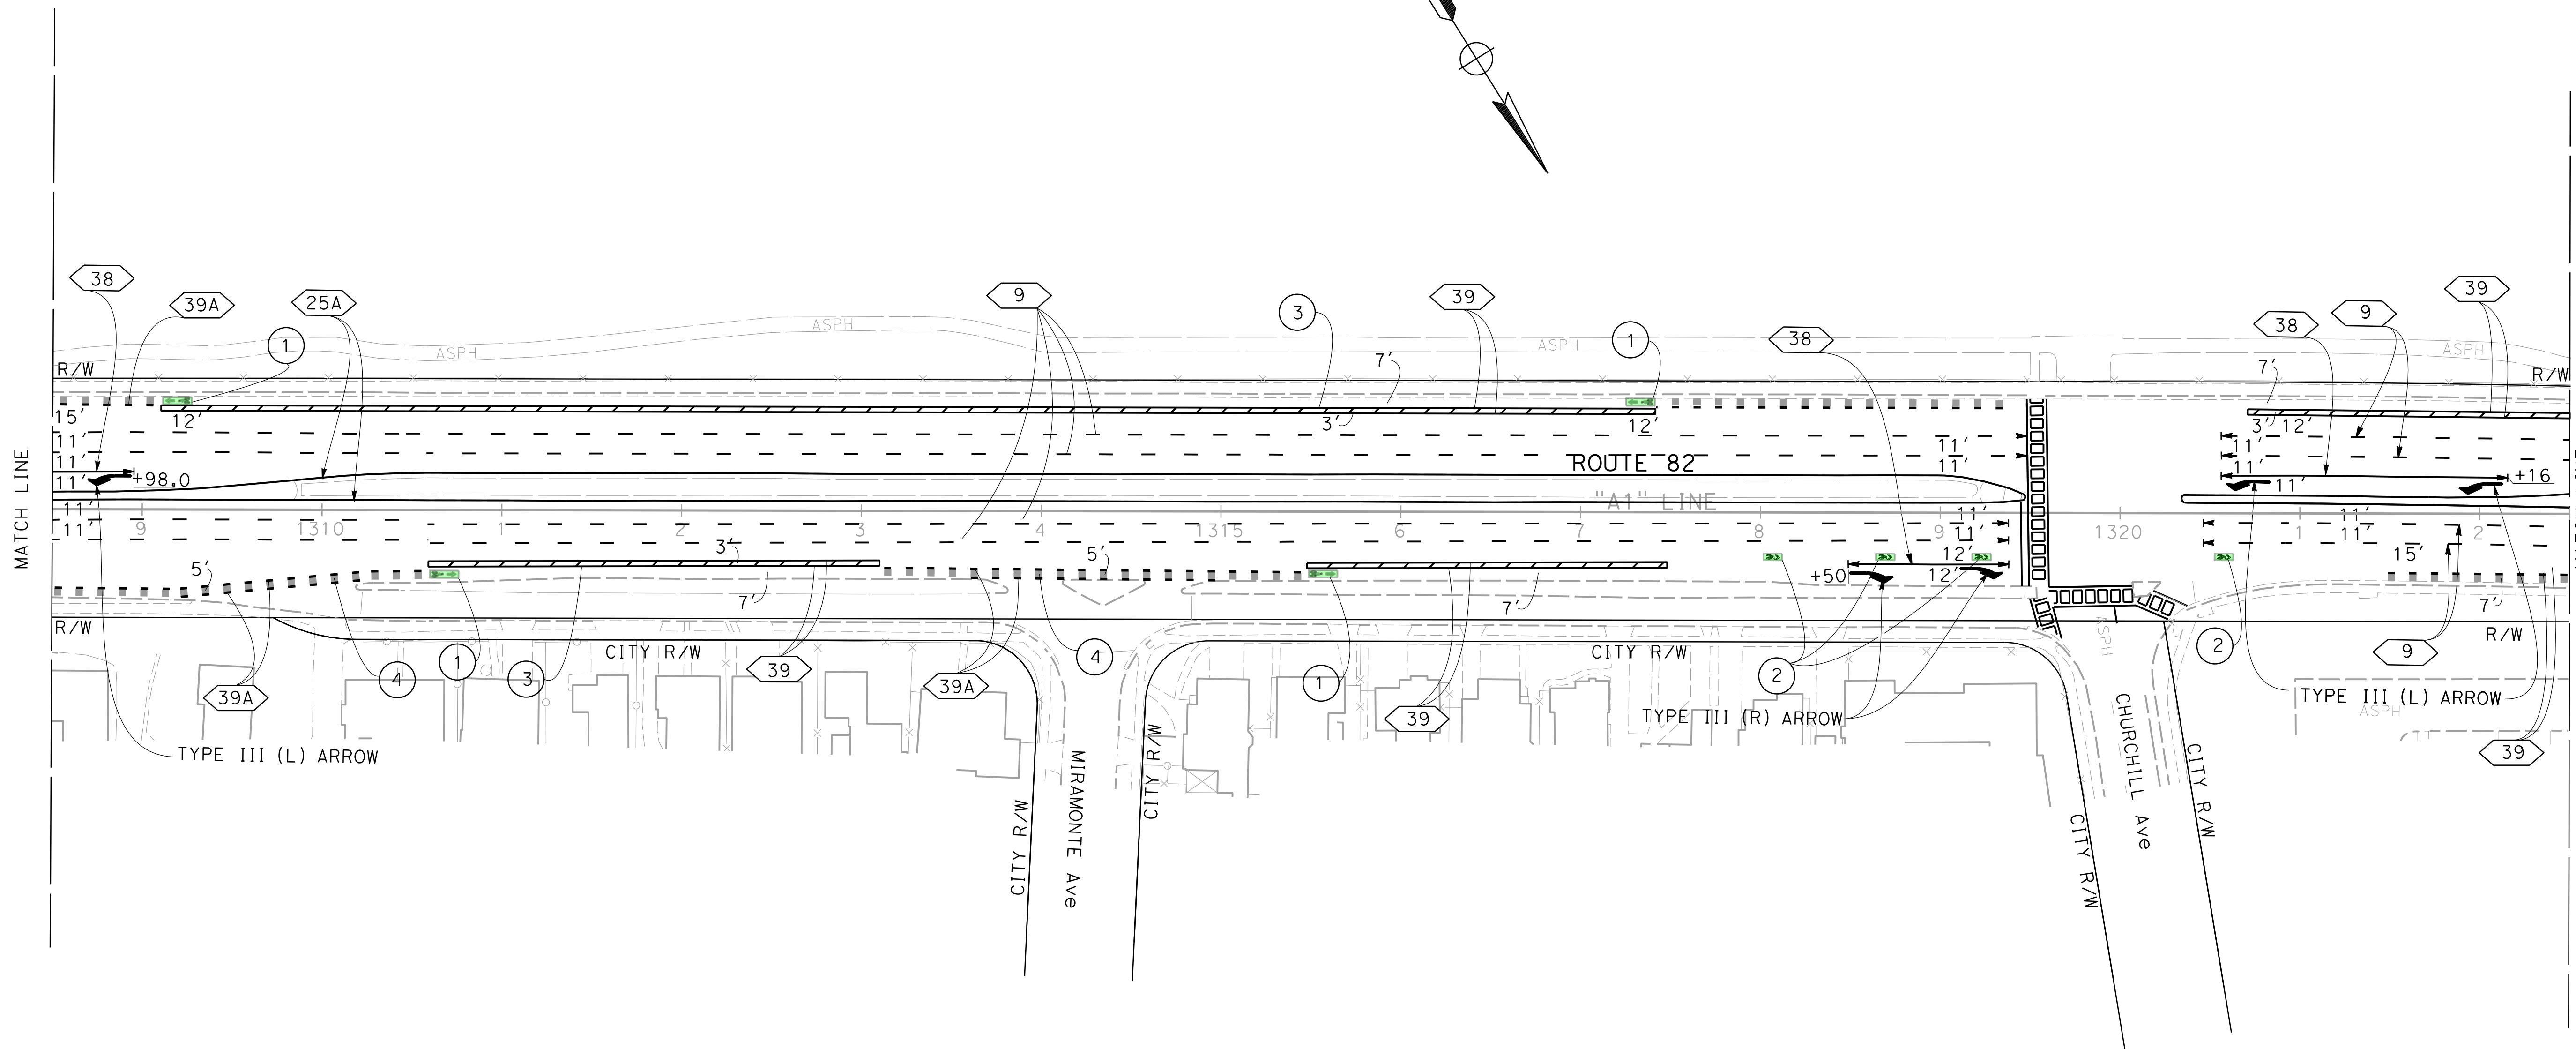 38
39A
25A
9
3
39
1
38
38
9
39
1
ASPH
ASPH
ASPH
ASPH
R/W
7'
7'
R/W
15'
12'
3'
12'
3'
12'
11'
11'
11'
11'
11'
11'
+98.0
ROUTE 82
11'
+16
"A1" LINE
MATCH LINE
11'
11'
9
1310
1
2
3
4
1315
6
7
8
9
11'
11'
1320
1
11'
11'
2
5'
3'
5'
12'
12'
+50
15'
7'
7'
7'
R/W
CITY R/W
CITY R/W
R/W
39A
4
1
3
39
39A
4
1
39
2
2
9
TYPE III (L) ARROW
TYPE III (R) ARROW
TYPE III (L) ARROW
ASPH
ASPH
39
CITY R/W
MIRAMONTE Ave
CITY R/W
CITY R/W
CHURCHILL Ave
CITY R/W